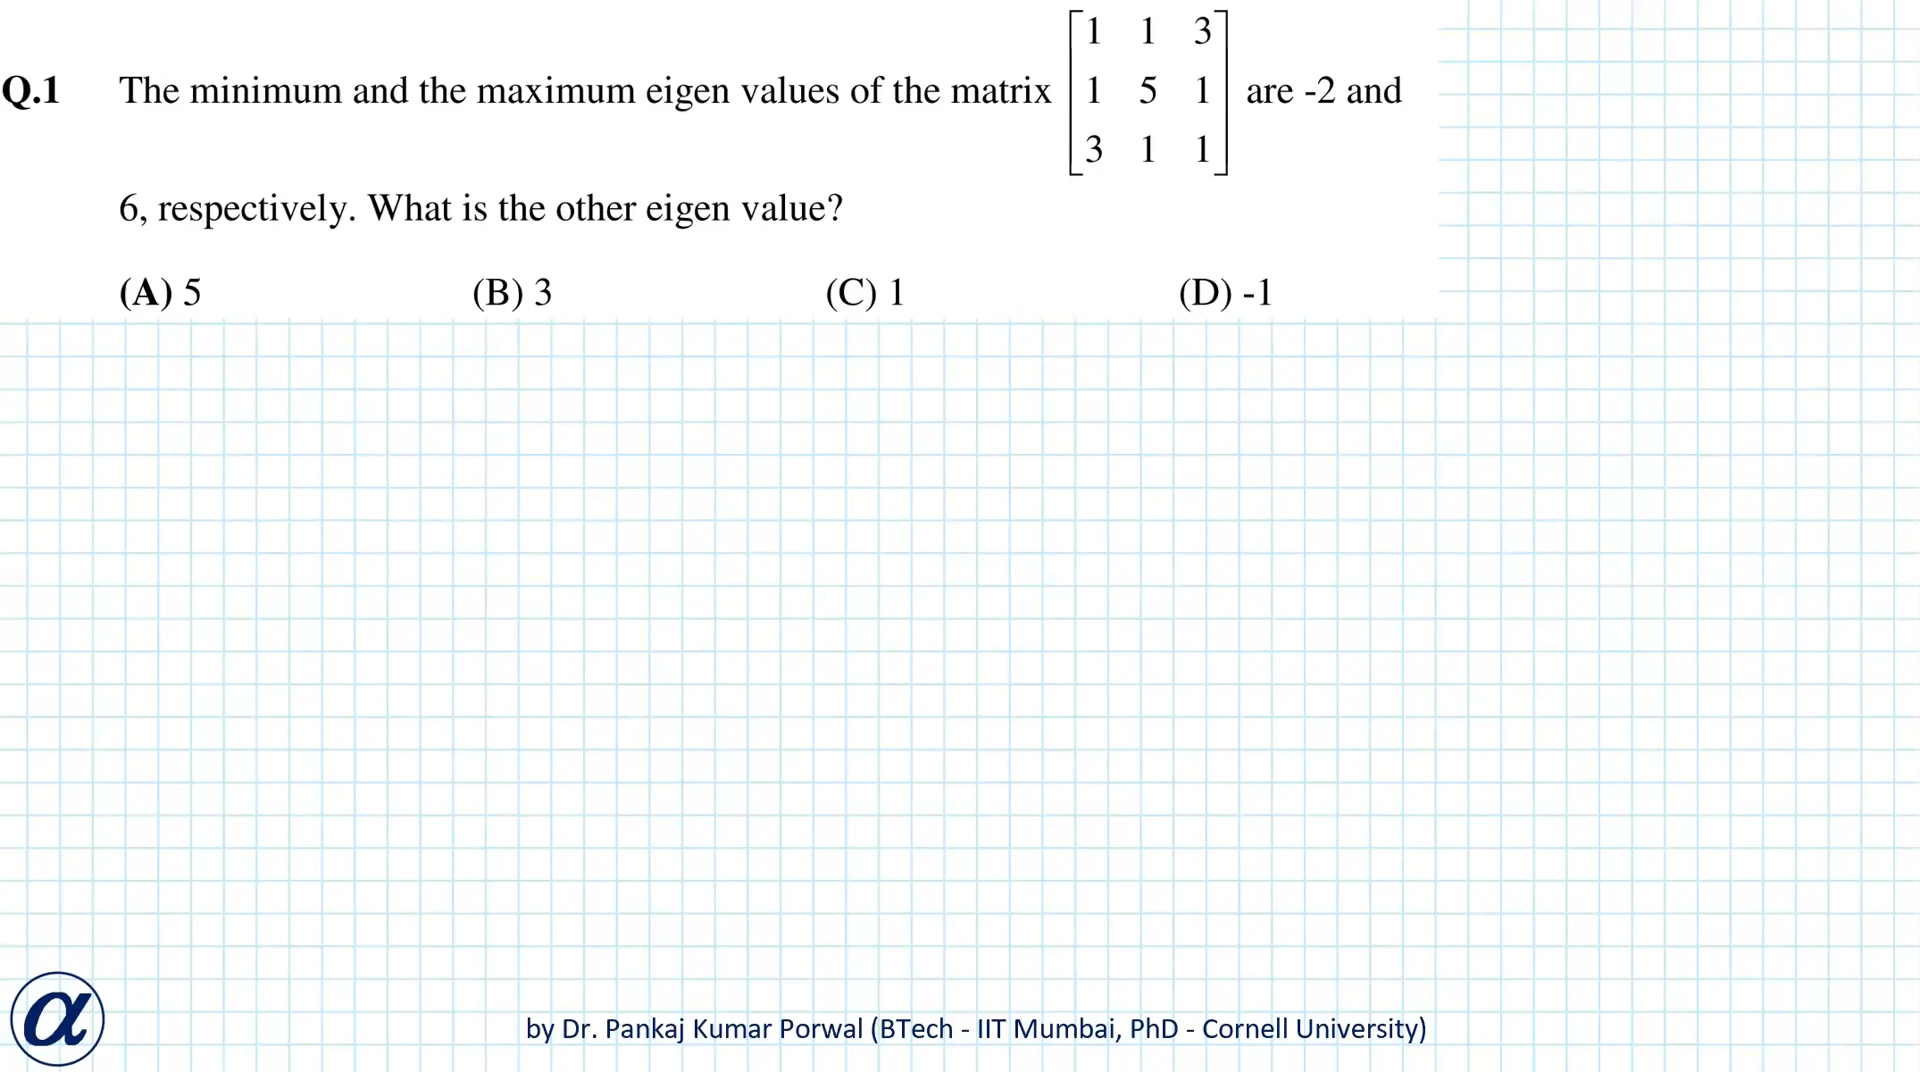 Q.1 The minimum and the maximum eigen values of the matrix [1 1 3; 1 5 1; 3 1 1] are -2 and
6, respectively. What is the other eigen value?
(A) 5 (B) 3 (C) 1 (D) -1
α
by Dr. Pankaj Kumar Porwal (BTech - IIT Mumbai, PhD - Cornell University)